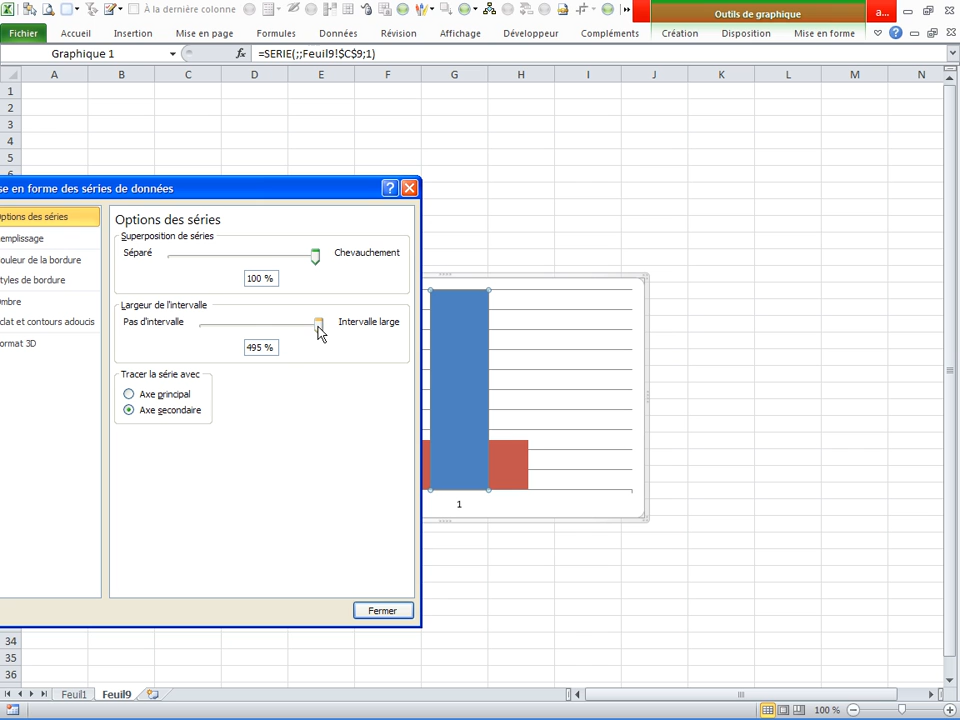 À la dernière colonne
Outils de graphique
a...
Fichier Accueil Insertion Mise en page Formules Données Révision Affichage Développeur Compléments Création Disposition Mise en forme
Graphique 1 fx =SERIE(;;Feuil9!$C$9;1)
A B C D E F G H I J K L M N
1
2
3
4
5
6
se en forme des séries de données
Options des séries
emplissage
ouleur de la bordure
tyles de bordure
mbre
clat et contours adoucis
ormat 3D
Options des séries
Superposition de séries
Séparé Chevauchement
100 %
Largeur de l'intervalle
Pas d'intervalle Intervalle large
495 %
Tracer la série avec
Axe principal
Axe secondaire
Fermer
1
34
35
36
Feuil1 Feuil9
100 %